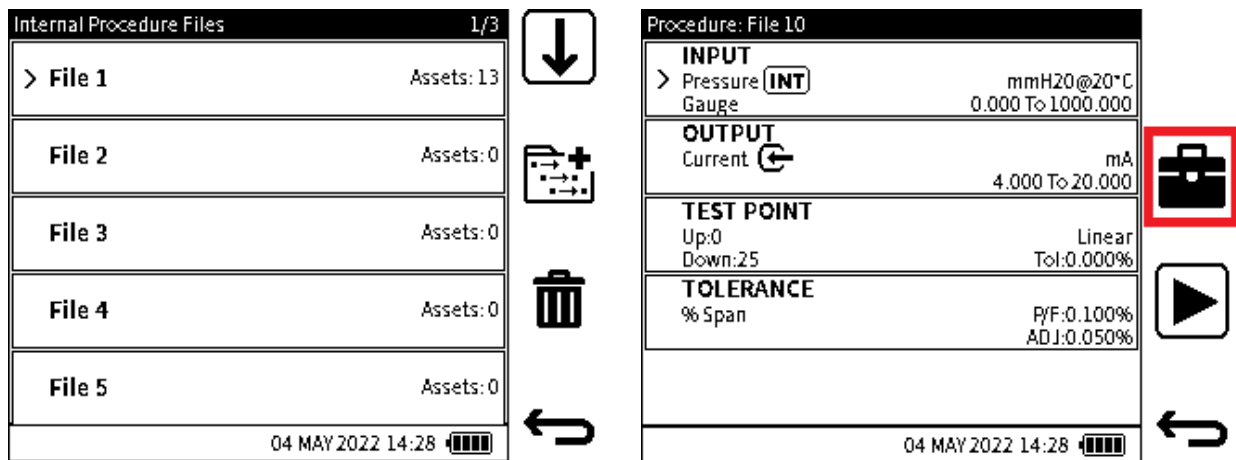 Internal Procedure Files 1/3
> File 1 Assets: 13
File 2 Assets: 0
File 3 Assets: 0
File 4 Assets: 0
File 5 Assets: 0
04 MAY 2022 14:28
Procedure: File 10
INPUT
> Pressure INT mmH20@20°C
Gauge 0.000 To 1000.000
OUTPUT
Current mA
4.000 To 20.000
TEST POINT
Up:0 Linear
Down:25 Tol:0.000%
TOLERANCE
% Span P/F:0.100%
ADJ:0.050%
04 MAY 2022 14:28